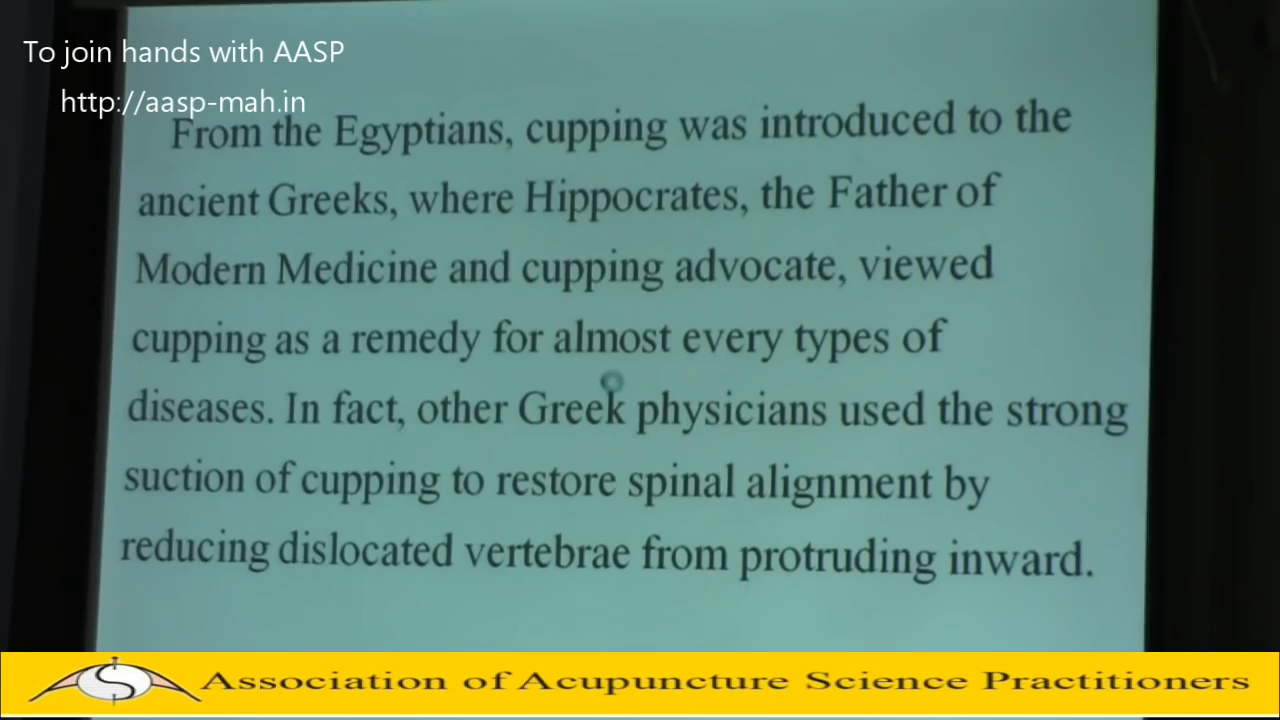 To join hands with AASP
http://aasp-mah.in
From the Egyptians, cupping was introduced to the
ancient Greeks, where Hippocrates, the Father of
Modern Medicine and cupping advocate, viewed
cupping as a remedy for almost every types of
diseases. In fact, other Greek physicians used the strong
suction of cupping to restore spinal alignment by
reducing dislocated vertebrae from protruding inward.
Association of Acupuncture Science Practitioners